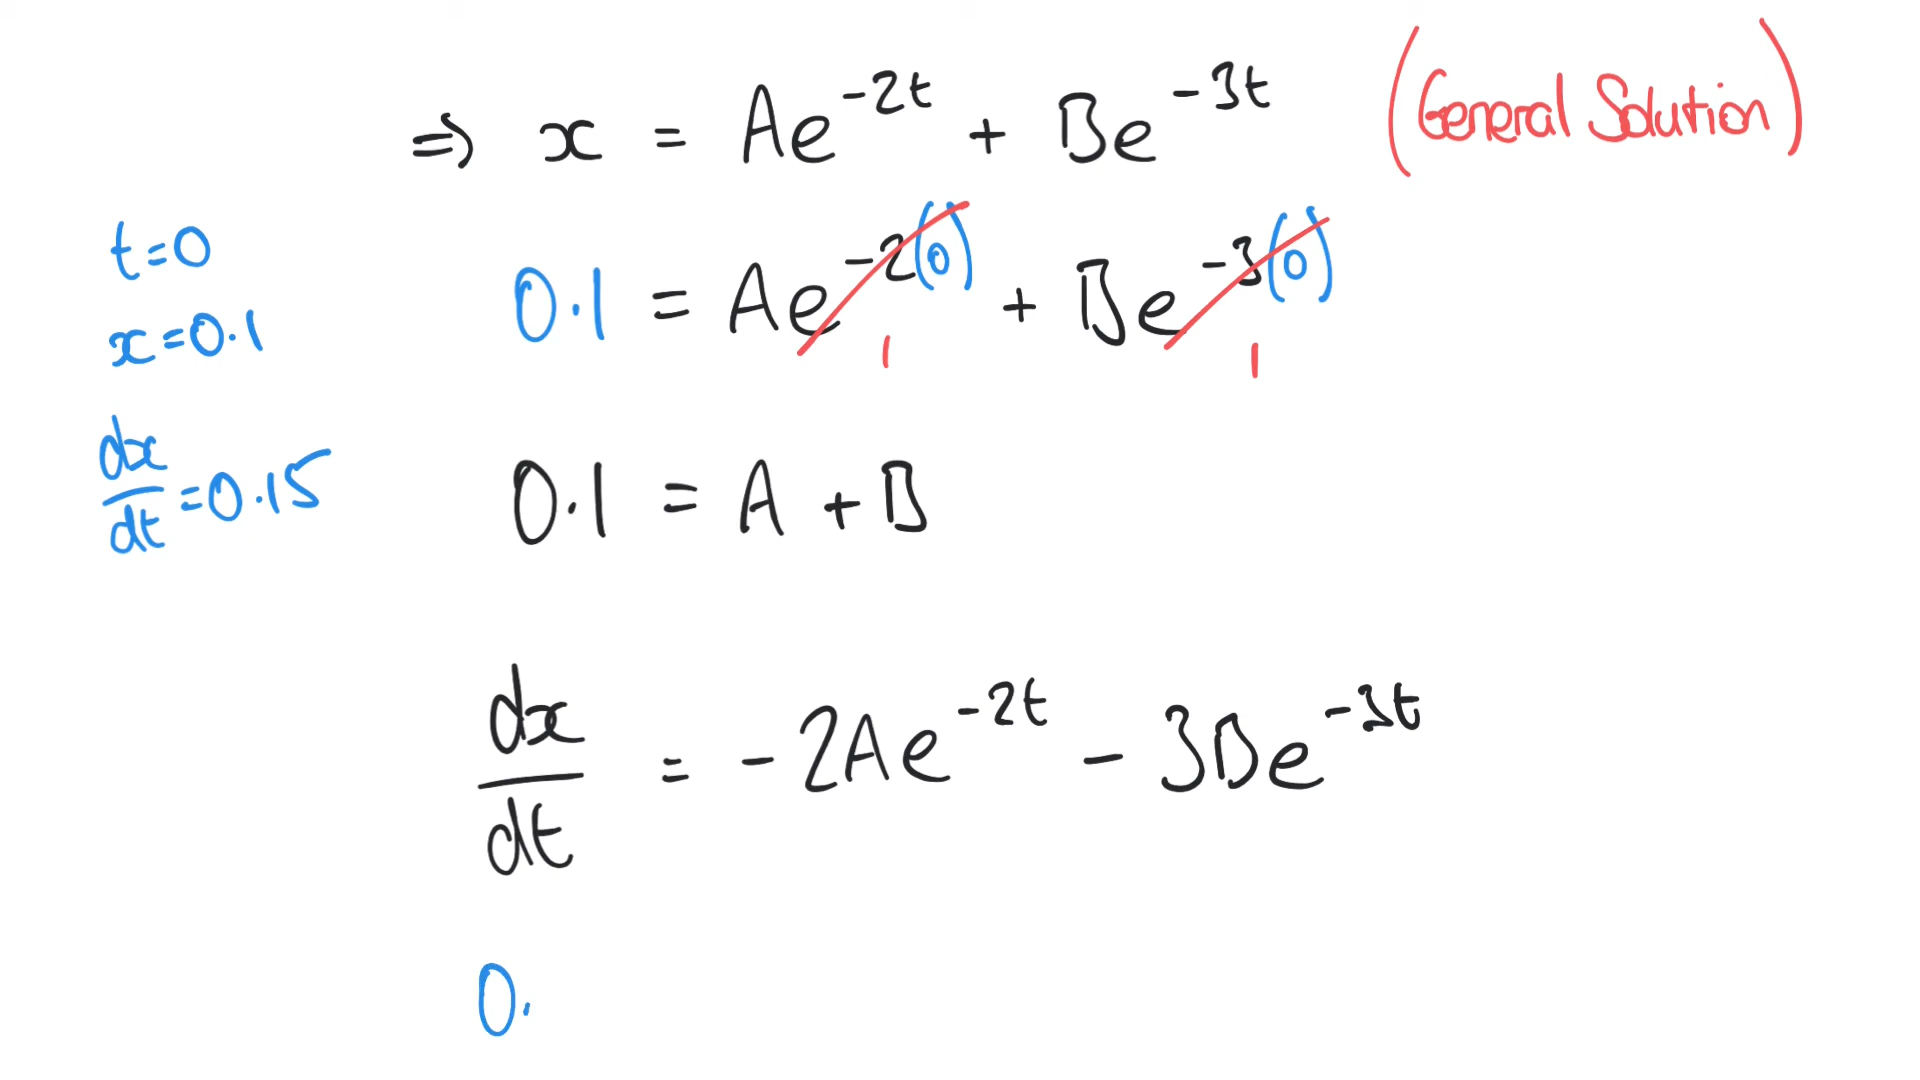 ⇒ x = Ae^{-2t} + Be^{-3t} (General Solution)
t=0
x=0.1
0.1 = Ae^{-2(0)} + Be^{-3(0)}
1 1
dx/dt=0.15
0.1 = A + B
dx/dt = -2Ae^{-2t} - 3Be^{-3t}
0.